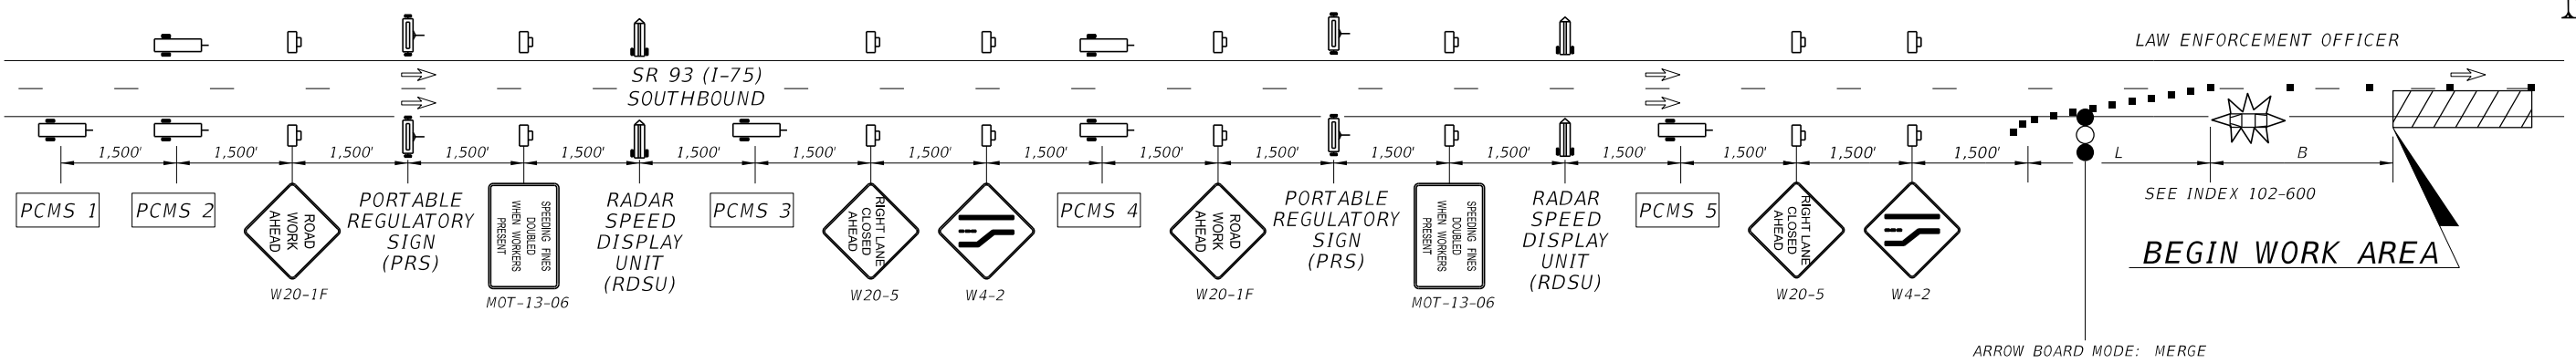 LAW ENFORCEMENT OFFICER
SR 93 (I-75)
SOUTHBOUND
1,500' 1,500' 1,500' 1,500' 1,500' 1,500' 1,500' 1,500' 1,500' 1,500' 1,500' 1,500' 1,500' 1,500' 1,500' 1,500' 1,500' L B
PCMS 1
PCMS 2
ROAD
WORK
AHEAD
W20-1F
PORTABLE
REGULATORY
SIGN
(PRS)
SPEEDING FINES
DOUBLED
WHEN WORKERS
PRESENT
MOT-13-06
RADAR
SPEED
DISPLAY
UNIT
(RDSU)
PCMS 3
RIGHT LANE
CLOSED
AHEAD
W20-5
W4-2
PCMS 4
ROAD
WORK
AHEAD
W20-1F
PORTABLE
REGULATORY
SIGN
(PRS)
SPEEDING FINES
DOUBLED
WHEN WORKERS
PRESENT
MOT-13-06
RADAR
SPEED
DISPLAY
UNIT
(RDSU)
PCMS 5
RIGHT LANE
CLOSED
AHEAD
W20-5
W4-2
SEE INDEX 102-600
BEGIN WORK AREA
ARROW BOARD MODE: MERGE